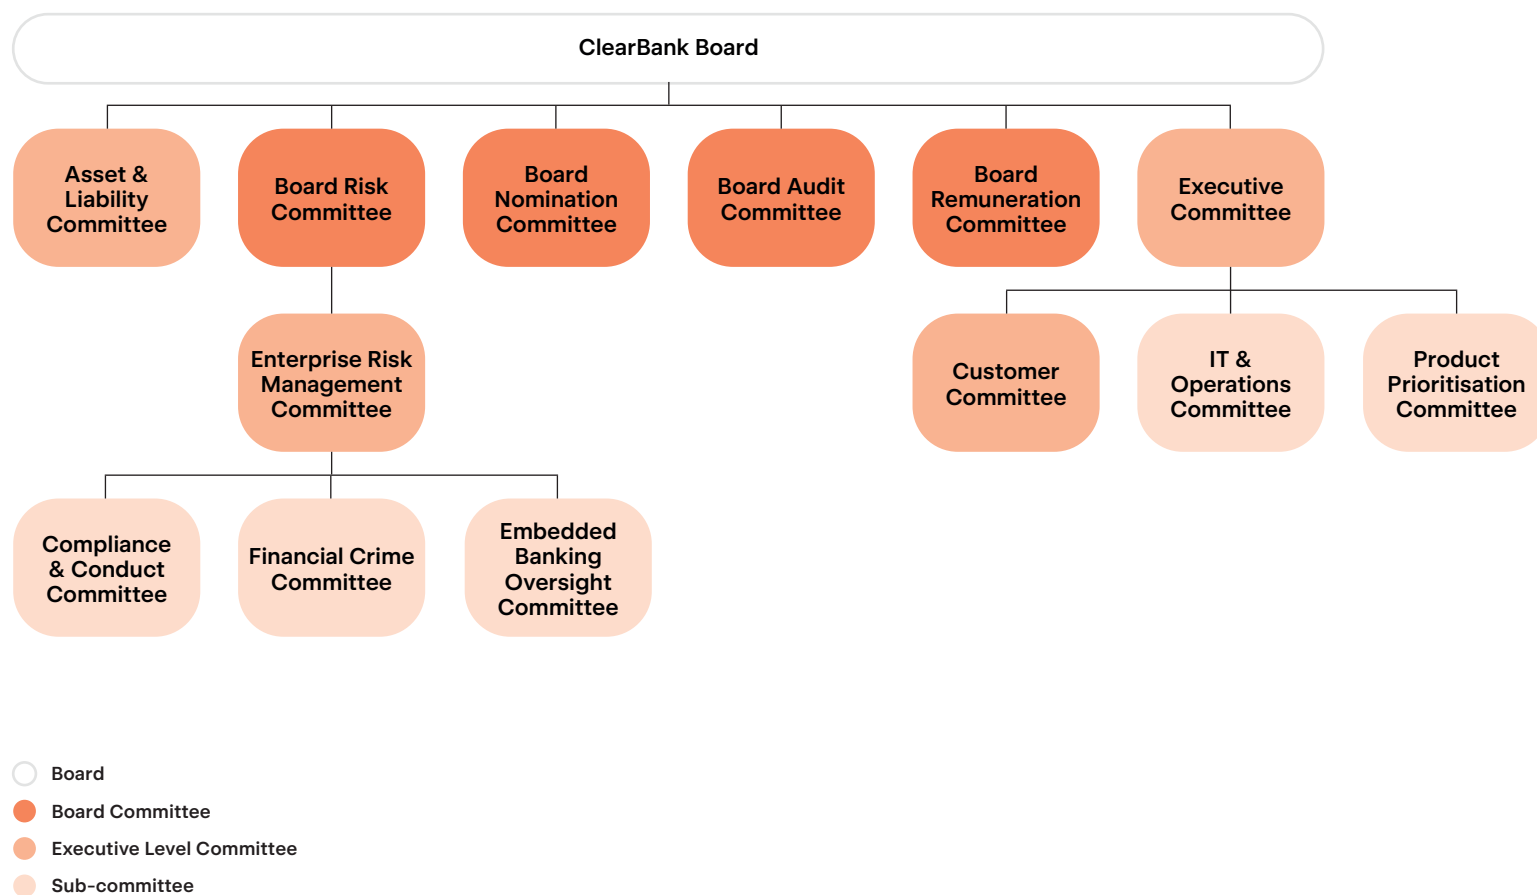 ClearBank Board
Asset &
Liability
Committee
Board Risk
Committee
Board
Nomination
Committee
Board Audit
Committee
Board
Remuneration
Committee
Executive
Committee
Enterprise Risk
Management
Committee
Customer
Committee
IT &
Operations
Committee
Product
Prioritisation
Committee
Compliance
& Conduct
Committee
Financial Crime
Committee
Embedded
Banking
Oversight
Committee
Board
Board Committee
Executive Level Committee
Sub-committee